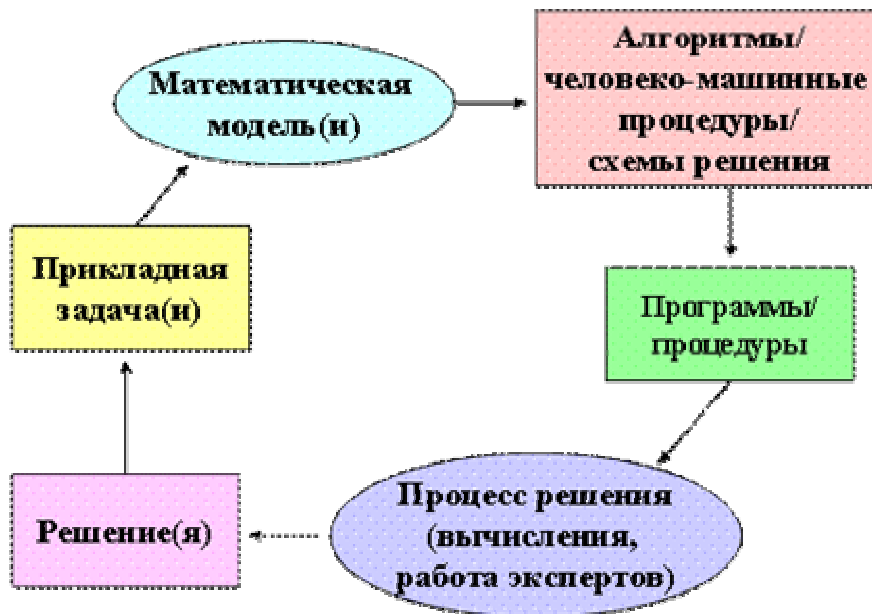 Математическая
модель(и)
Алгоритмы/
человеко-машинные
процедуры/
схемы решения
Прикладная
задача(и)
Программы/
процедуры
Решение(я)
Процесс решения
(вычисления,
работа экспертов)